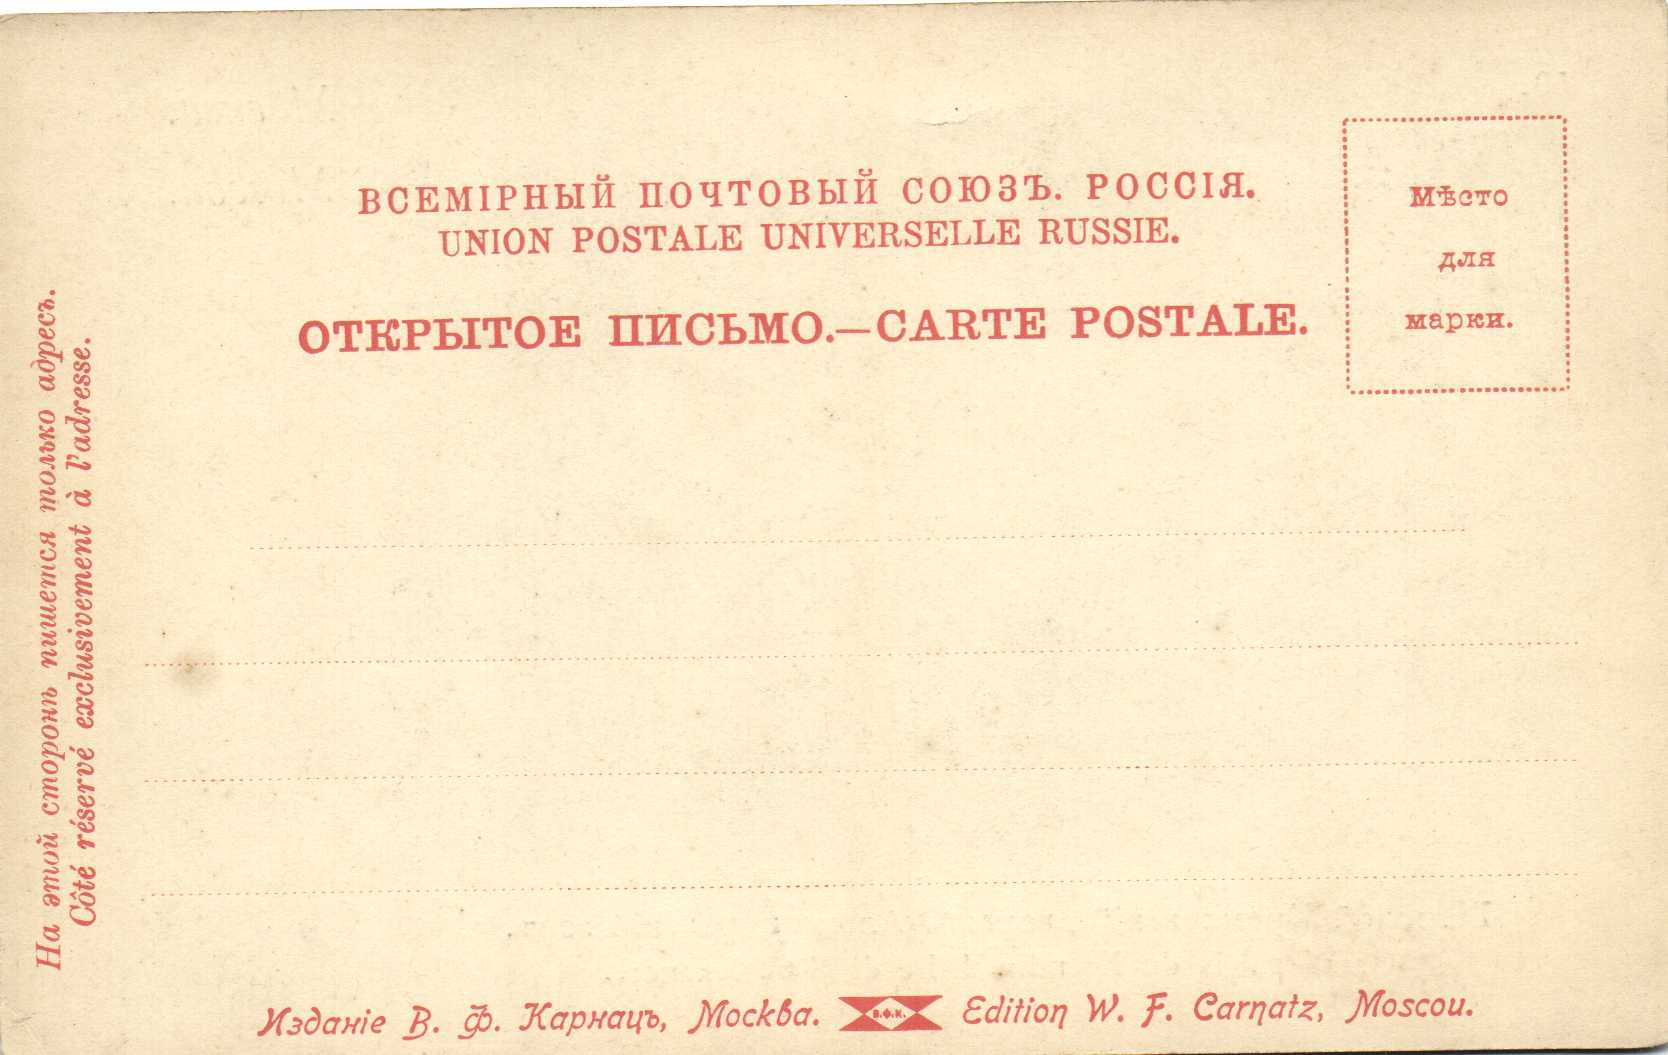 ВСЕМІРНЫЙ ПОЧТОВЫЙ СОЮЗЪ. РОССІЯ.
UNION POSTALE UNIVERSELLE RUSSIE.
ОТКРЫТОЕ ПИСЬМО.—CARTE POSTALE.
Мѣсто
для
марки.
На этой сторонѣ пишется только адресъ.
Côté réservé exclusivement à l'adresse.
Изданіе В. Ф. Карнацъ, Москва. В.Ф.К. Edition W. F. Carnatz, Moscou.